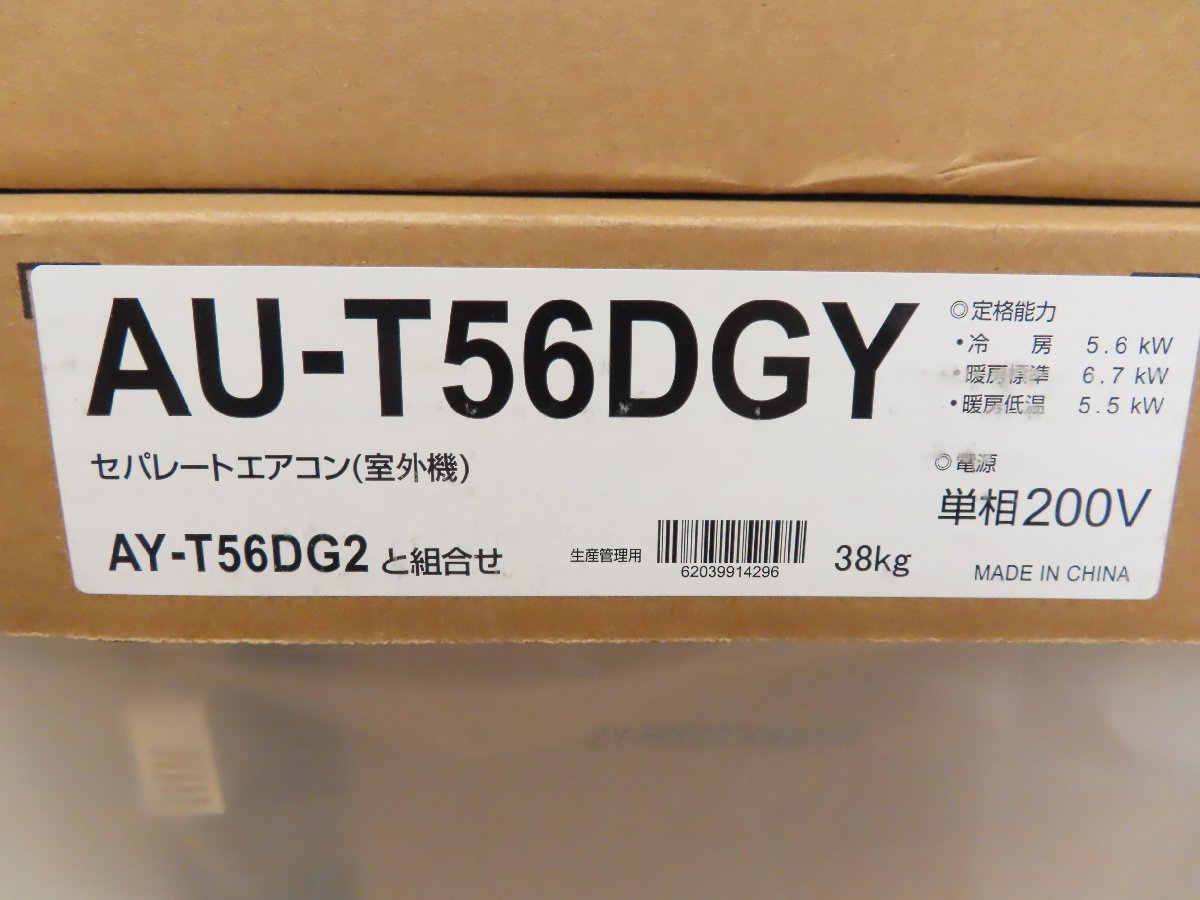 AU-T56DGY
セパレートエアコン(室外機)
AY-T56DG2 と組合せ
生産管理用
62039914296
38kg
◎定格能力
・冷 房 5.6 kW
・暖房標準 6.7 kW
・暖房低温 5.5 kW
◎電源
単相200V
MADE IN CHINA